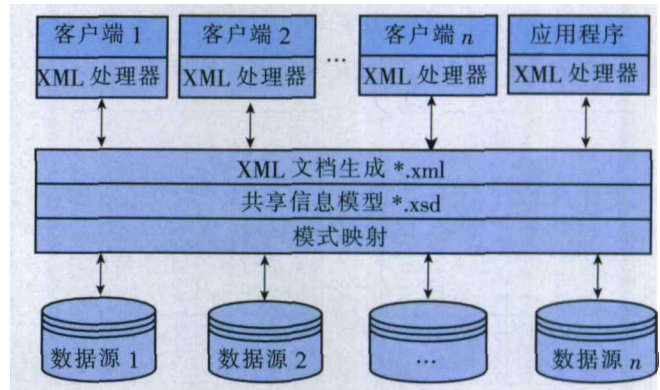 客户端 1
XML 处理器
客户端 2
XML 处理器
…
客户端 n
XML 处理器
应用程序
XML 处理器
XML 文档生成 *.xml
共享信息模型 *.xsd
模式映射
数据源 1
数据源 2
…
数据源 n